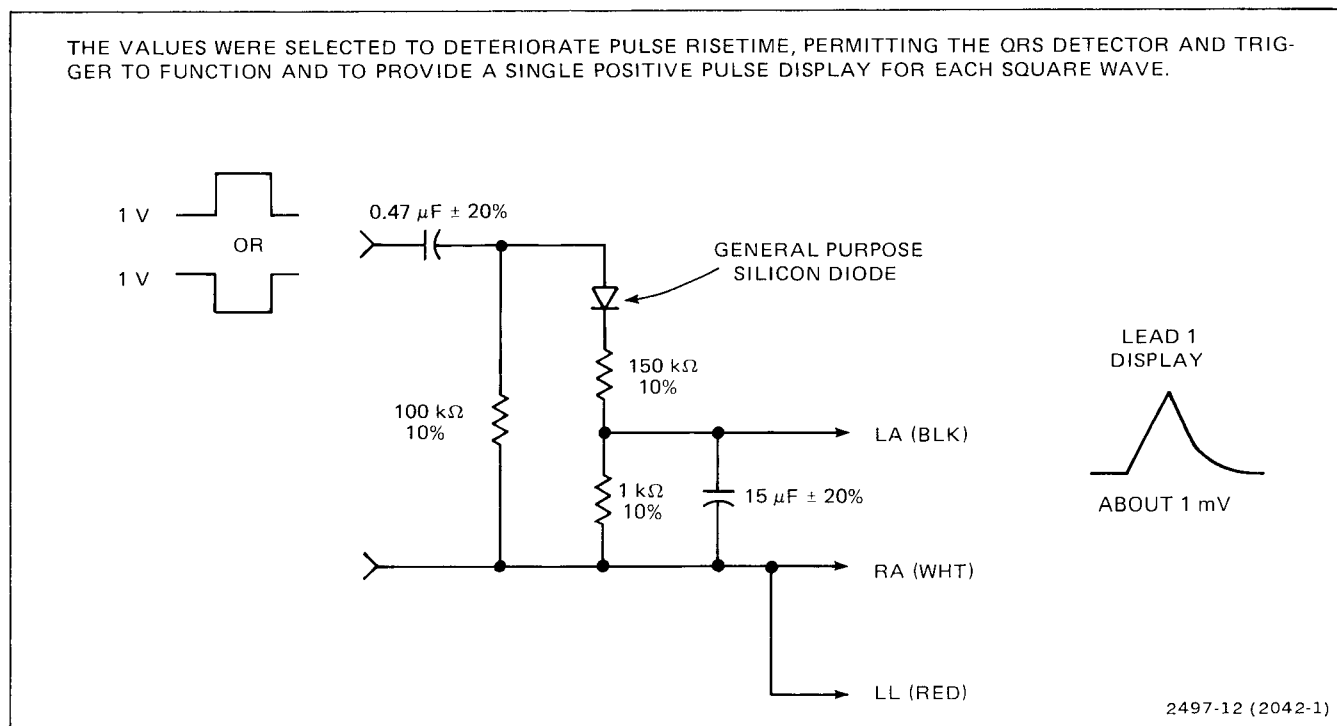 THE VALUES WERE SELECTED TO DETERIORATE PULSE RISETIME, PERMITTING THE QRS DETECTOR AND TRIG-
GER TO FUNCTION AND TO PROVIDE A SINGLE POSITIVE PULSE DISPLAY FOR EACH SQUARE WAVE.
1 V
OR
1 V
0.47 μF ± 20%
GENERAL PURPOSE
SILICON DIODE
150 kΩ
10%
100 kΩ
10%
LA (BLK)
1 kΩ
10%
15 μF ± 20%
RA (WHT)
LL (RED)
LEAD 1
DISPLAY
ABOUT 1 mV
2497-12 (2042-1)